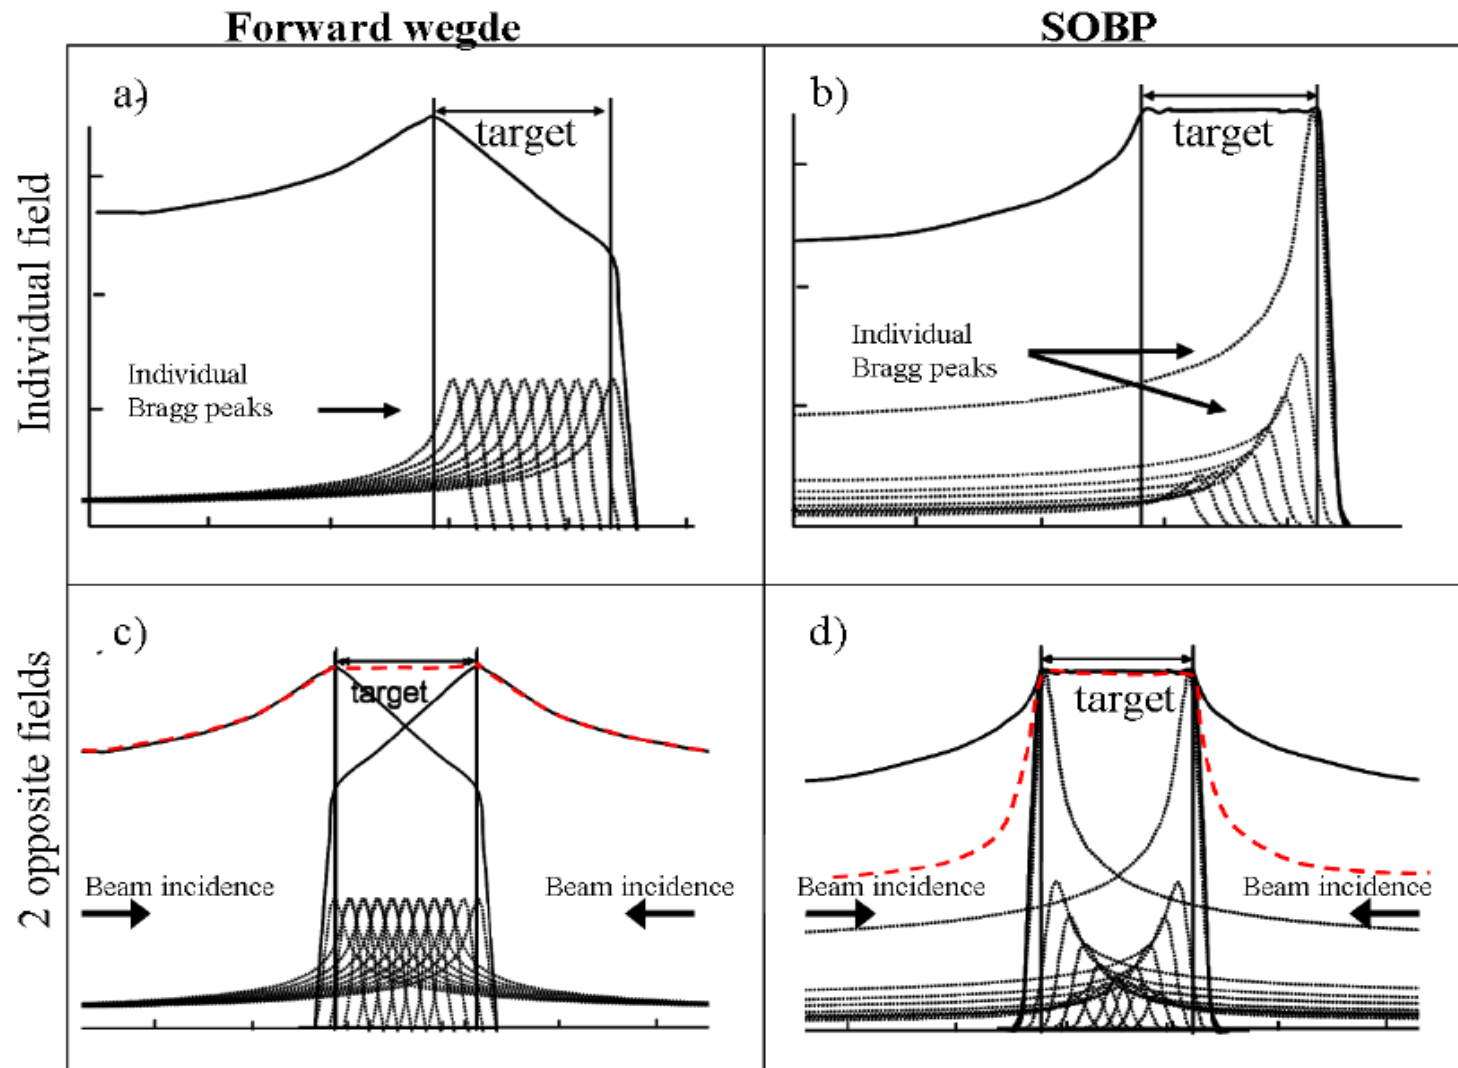 Forward wegde
SOBP
Individual field
a)
target
Individual
Bragg peaks
b)
target
Individual
Bragg peaks
2 opposite fields
c)
target
Beam incidence
Beam incidence
d)
target
Beam incidence
Beam incidence